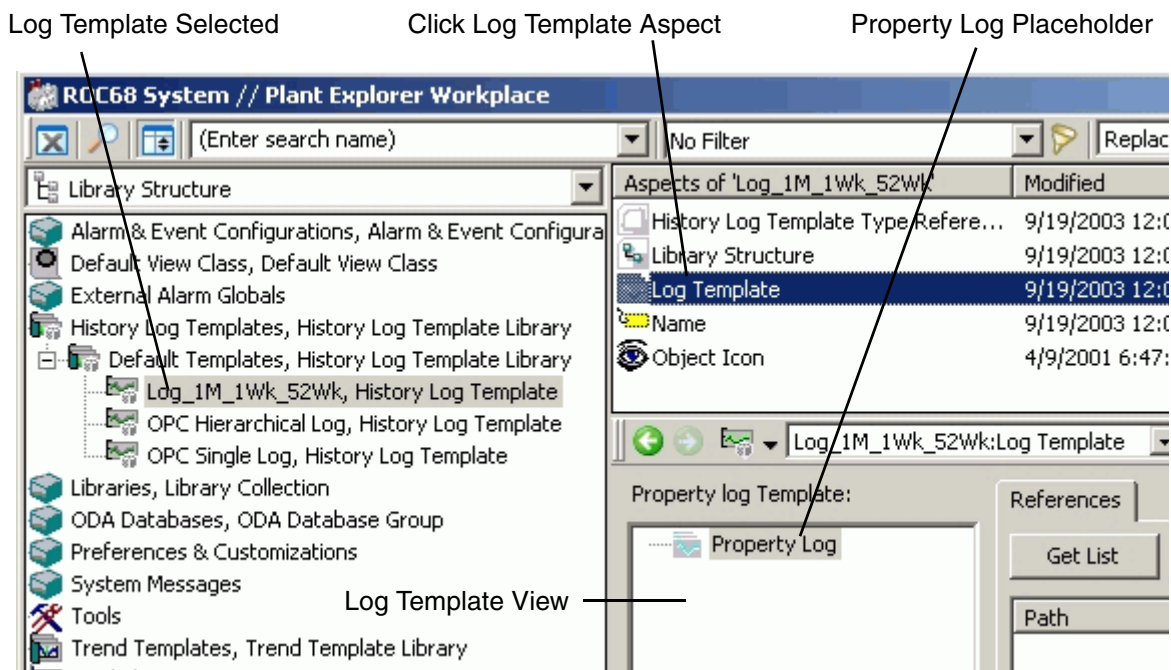 Log Template Selected
Click Log Template Aspect
Property Log Placeholder
ROC68 System // Plant Explorer Workplace
(Enter search name)
No Filter
Replac
Library Structure
Alarm & Event Configurations, Alarm & Event Configura
Default View Class, Default View Class
External Alarm Globals
History Log Templates, History Log Template Library
Default Templates, History Log Template Library
Log_1M_1Wk_52Wk, History Log Template
OPC Hierarchical Log, History Log Template
OPC Single Log, History Log Template
Libraries, Library Collection
ODA Databases, ODA Database Group
Preferences & Customizations
System Messages
Tools
Trend Templates, Trend Template Library
Aspects of 'Log_1M_1Wk_52Wk'
Modified
History Log Template Type Refere...
9/19/2003 12:0
Library Structure
9/19/2003 12:0
Log Template
9/19/2003 12:0
Name
9/19/2003 12:0
Object Icon
4/9/2001 6:47:
Log_1M_1Wk_52Wk:Log Template
Property log Template:
References
Property Log
Get List
Log Template View
Path